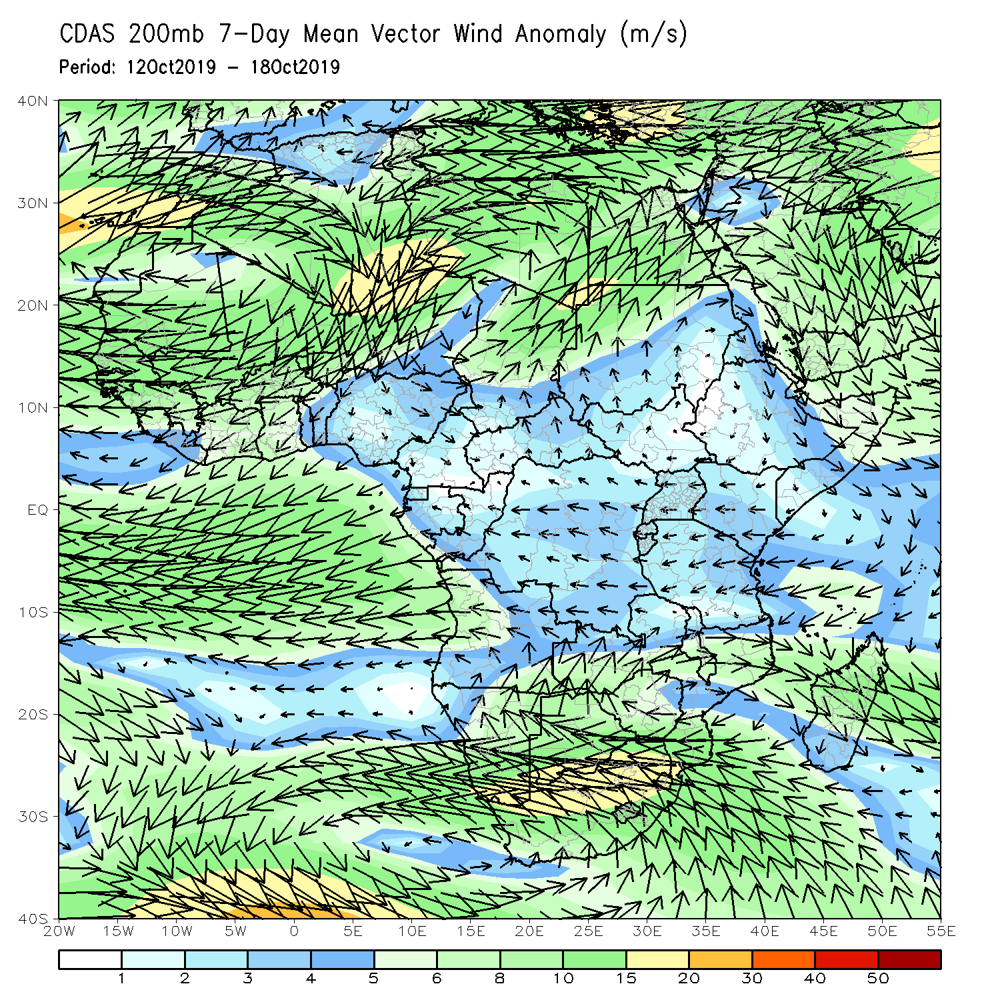 CDAS 200mb 7-Day Mean Vector Wind Anomaly (m/s)
Period: 12Oct2019 - 18Oct2019
40N
30N
20N
10N
EQ
10S
20S
30S
40S
20W 15W 10W 5W 0 5E 10E 15E 20E 25E 30E 35E 40E 45E 50E 55E
1 2 3 4 5 6 8 10 15 20 30 40 50